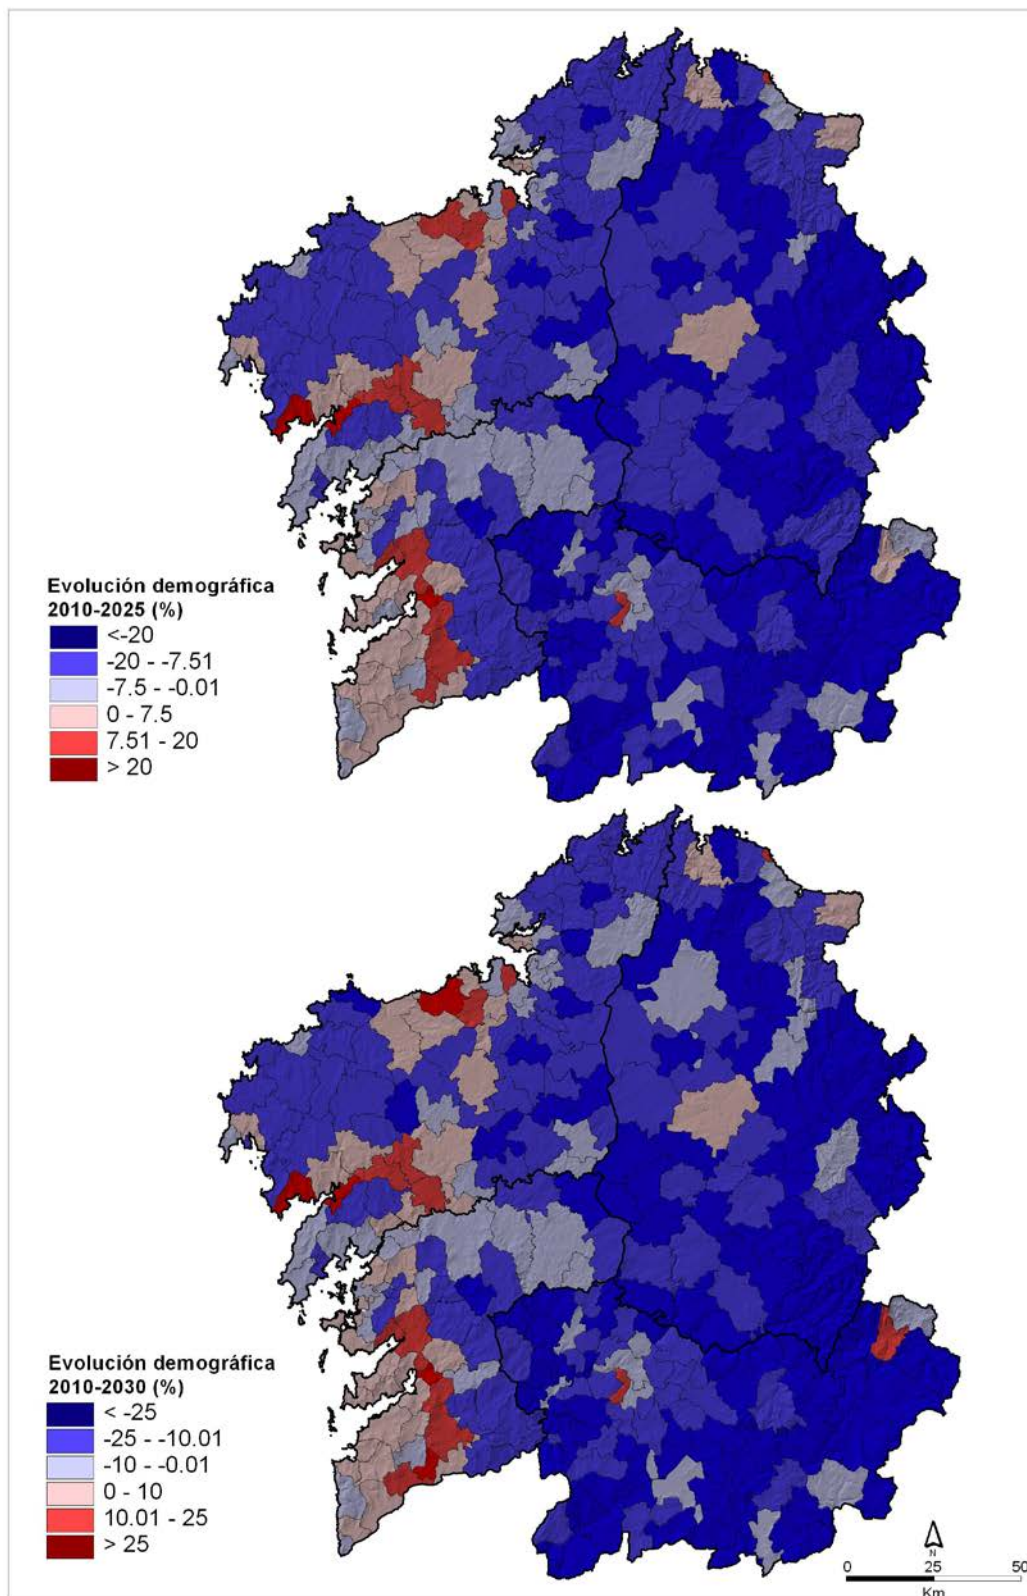 Evolución demográfica
2010-2025 (%)
<-20
-20 - -7.51
-7.5 - -0.01
0 - 7.5
7.51 - 20
> 20
Evolución demográfica
2010-2030 (%)
< -25
-25 - -10.01
-10 - -0.01
0 - 10
10.01 - 25
> 25
N
0 25 50
Km